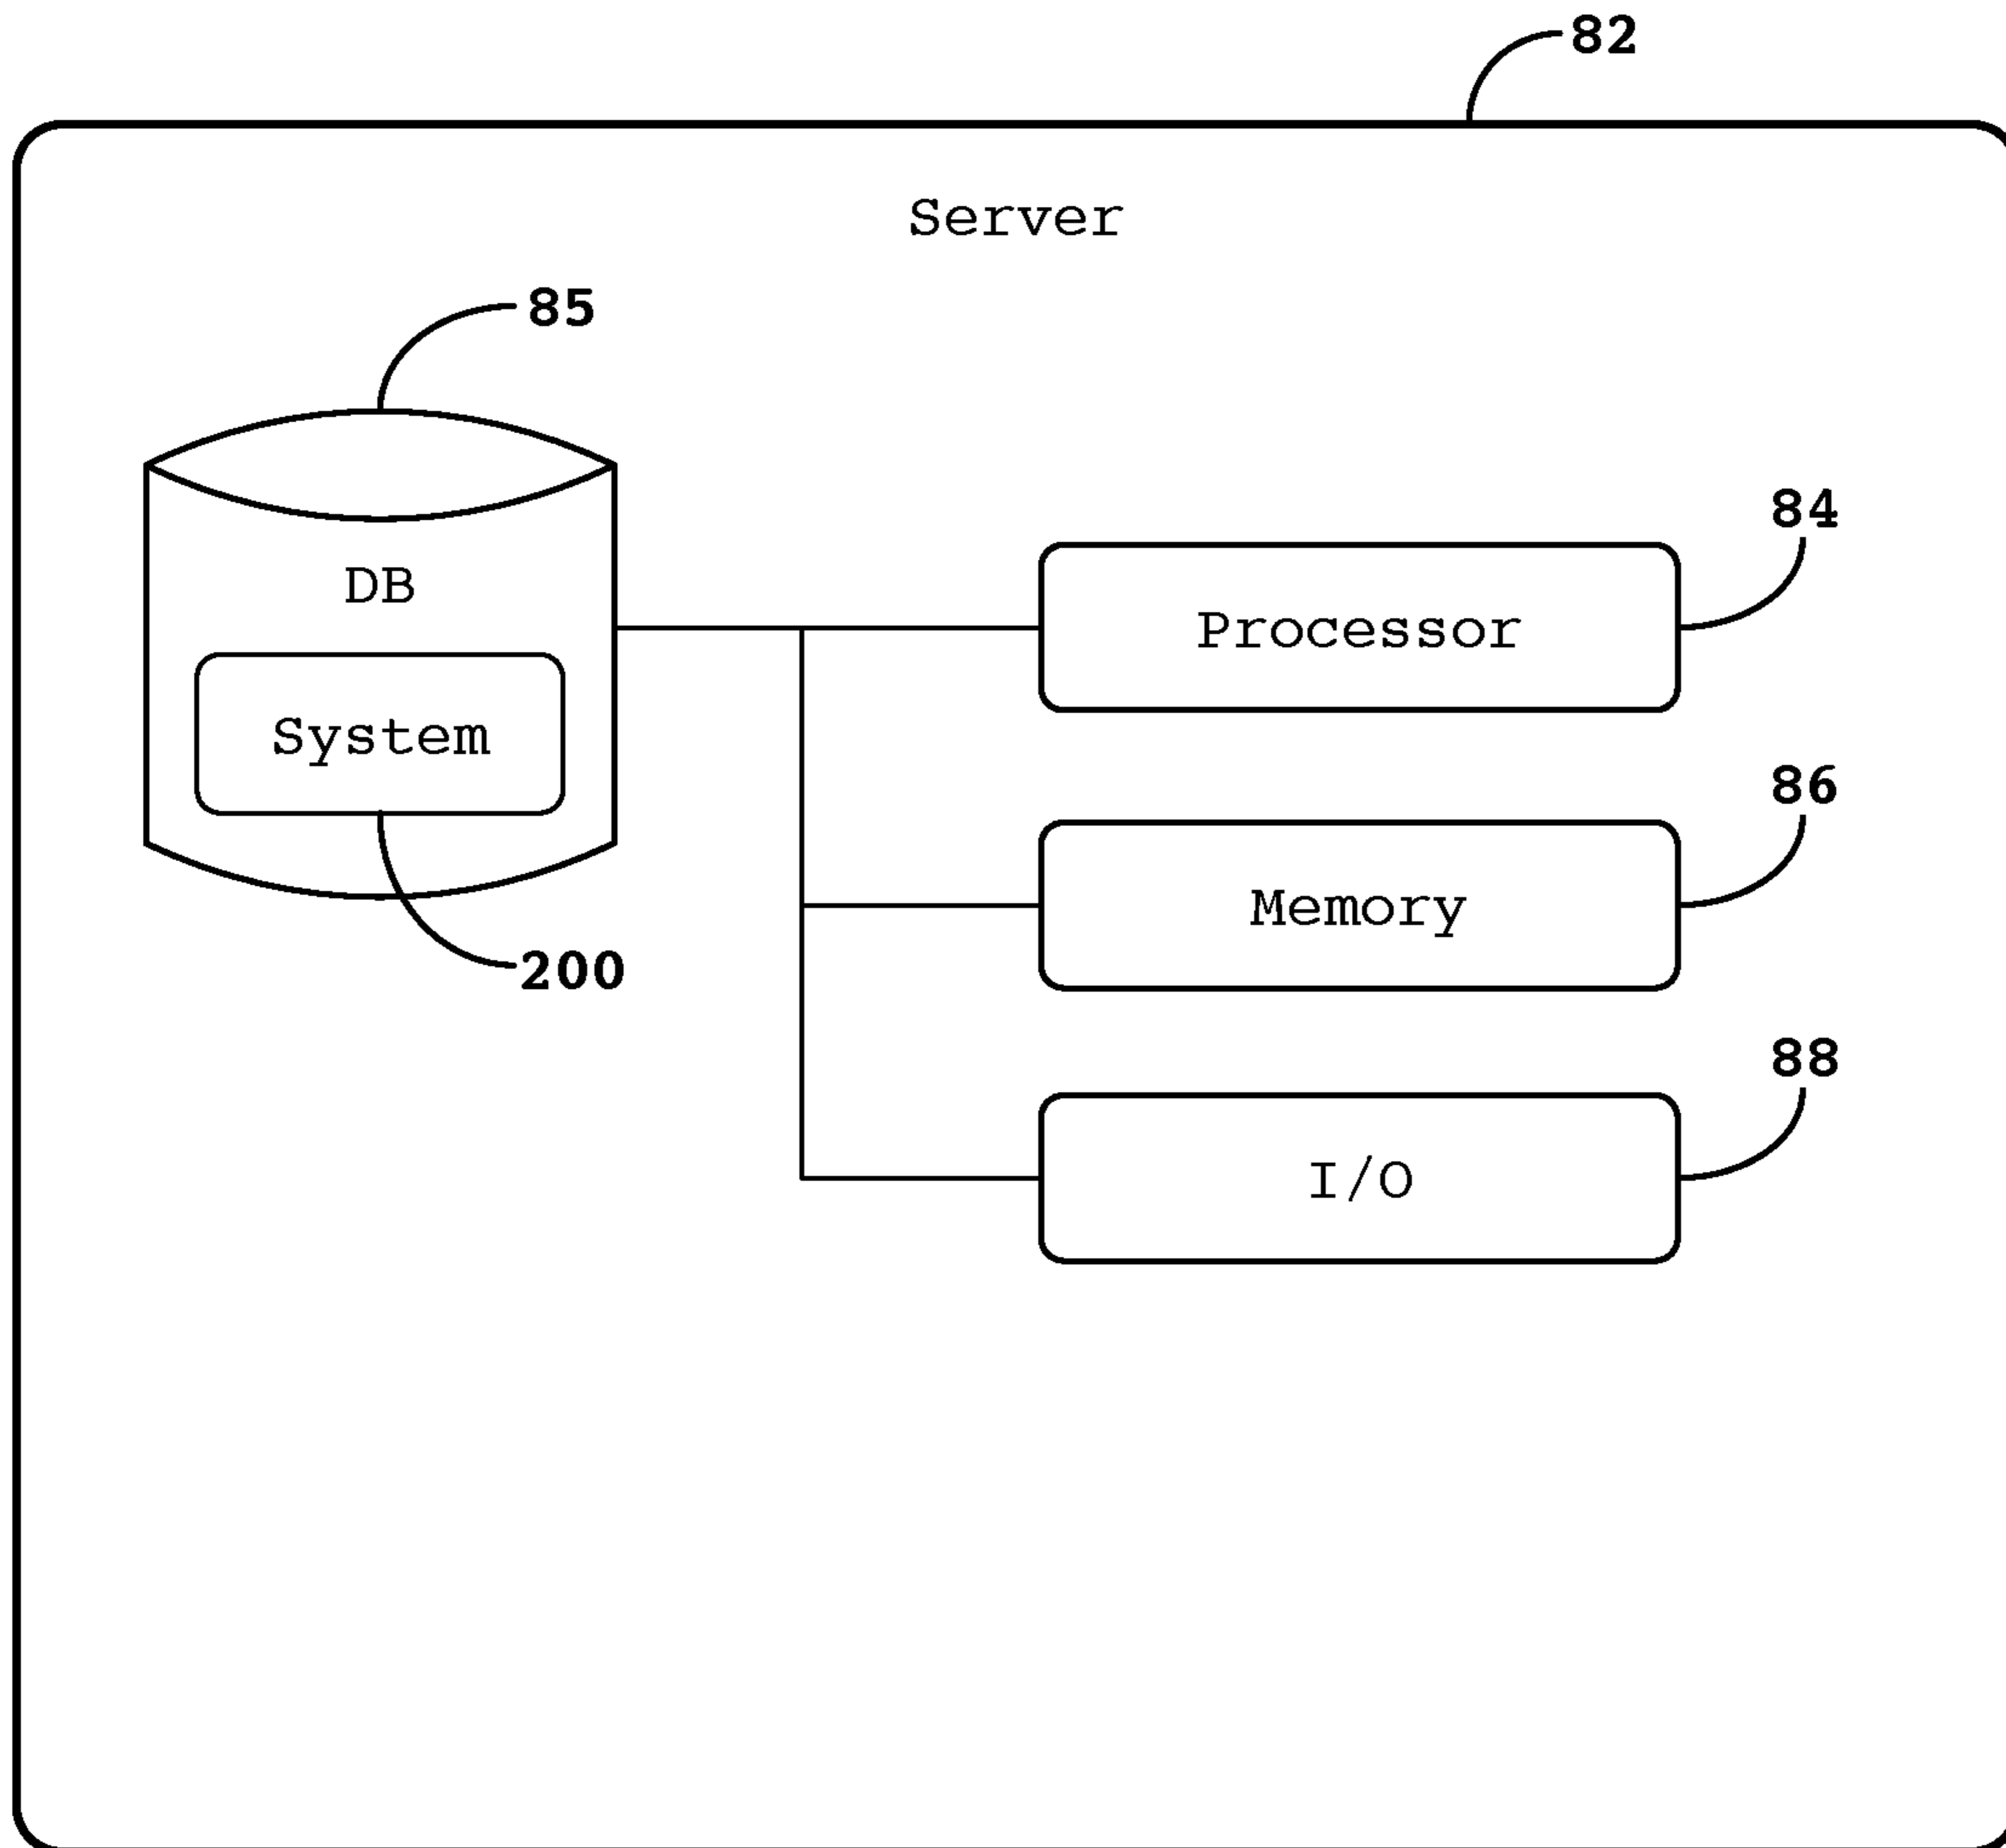 82
Server
85
84
DB
Processor
System
86
Memory
200
88
I/O